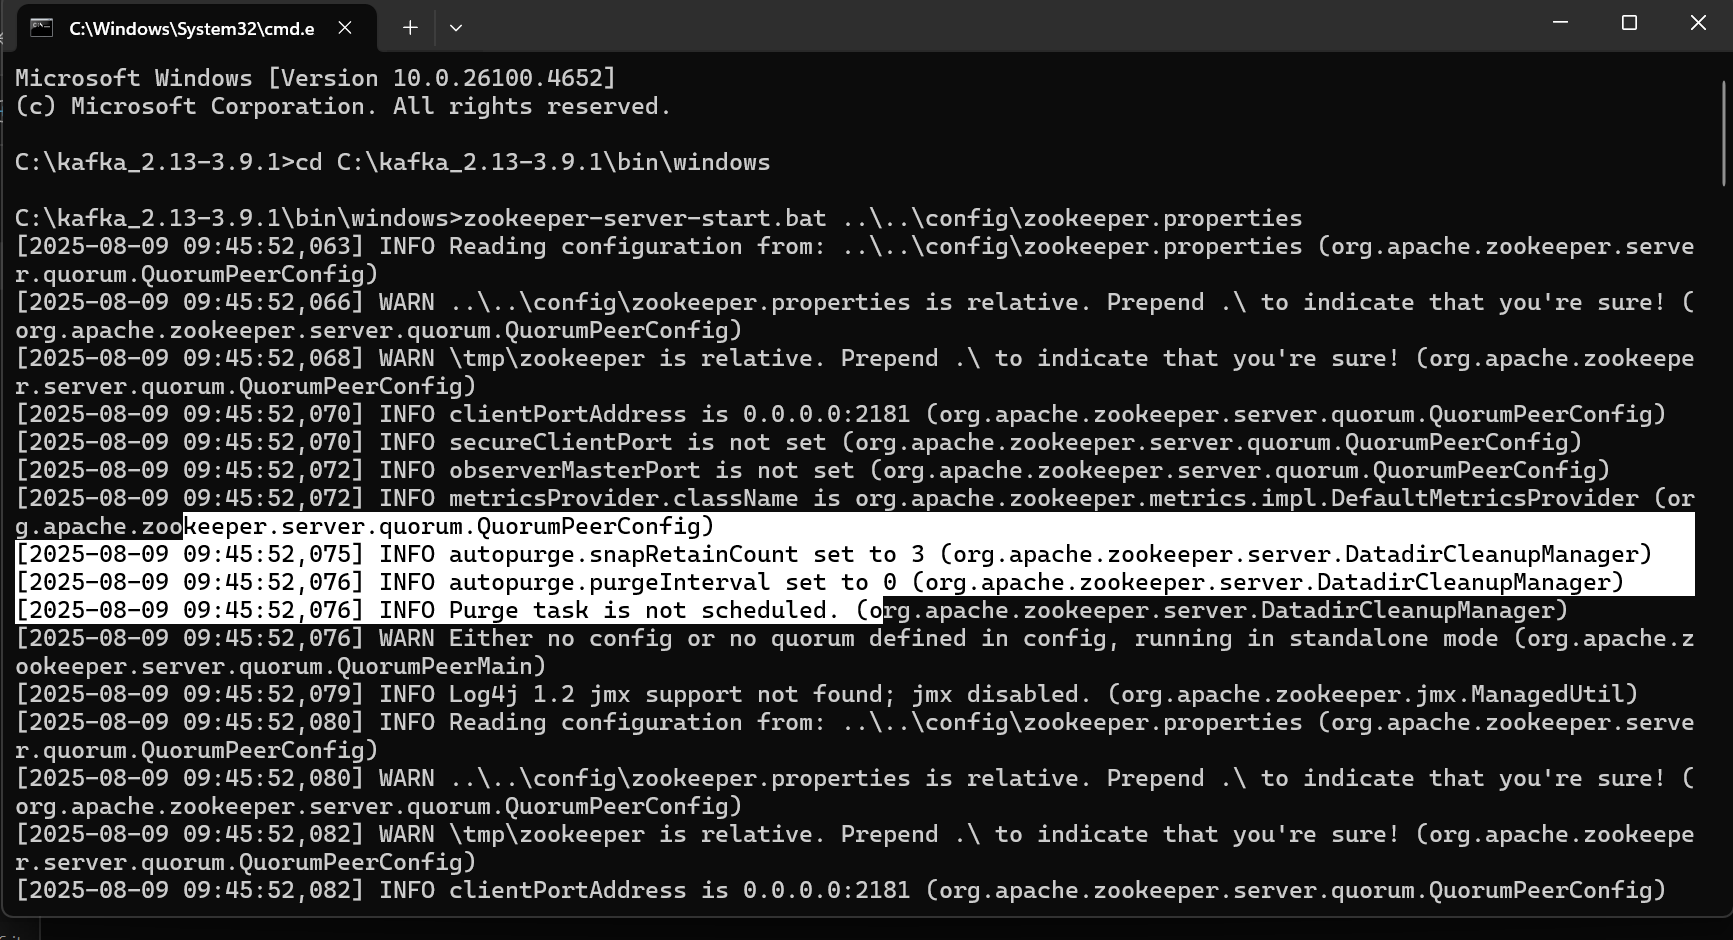 C:\Windows\System32\cmd.e
Microsoft Windows [Version 10.0.26100.4652]
(c) Microsoft Corporation. All rights reserved.
C:\kafka_2.13-3.9.1>cd C:\kafka_2.13-3.9.1\bin\windows
C:\kafka_2.13-3.9.1\bin\windows>zookeeper-server-start.bat ..\..\config\zookeeper.properties
[2025-08-09 09:45:52,063] INFO Reading configuration from: ..\..\config\zookeeper.properties (org.apache.zookeeper.serve
r.quorum.QuorumPeerConfig)
[2025-08-09 09:45:52,066] WARN ..\..\config\zookeeper.properties is relative. Prepend .\ to indicate that you're sure! (
org.apache.zookeeper.server.quorum.QuorumPeerConfig)
[2025-08-09 09:45:52,068] WARN \tmp\zookeeper is relative. Prepend .\ to indicate that you're sure! (org.apache.zookeepe
r.server.quorum.QuorumPeerConfig)
[2025-08-09 09:45:52,070] INFO clientPortAddress is 0.0.0.0:2181 (org.apache.zookeeper.server.quorum.QuorumPeerConfig)
[2025-08-09 09:45:52,070] INFO secureClientPort is not set (org.apache.zookeeper.server.quorum.QuorumPeerConfig)
[2025-08-09 09:45:52,072] INFO observerMasterPort is not set (org.apache.zookeeper.server.quorum.QuorumPeerConfig)
[2025-08-09 09:45:52,072] INFO metricsProvider.className is org.apache.zookeeper.metrics.impl.DefaultMetricsProvider (or
g.apache.zookeeper.server.quorum.QuorumPeerConfig)
[2025-08-09 09:45:52,075] INFO autopurge.snapRetainCount set to 3 (org.apache.zookeeper.server.DatadirCleanupManager)
[2025-08-09 09:45:52,076] INFO autopurge.purgeInterval set to 0 (org.apache.zookeeper.server.DatadirCleanupManager)
[2025-08-09 09:45:52,076] INFO Purge task is not scheduled. (org.apache.zookeeper.server.DatadirCleanupManager)
[2025-08-09 09:45:52,076] WARN Either no config or no quorum defined in config, running in standalone mode (org.apache.z
ookeeper.server.quorum.QuorumPeerMain)
[2025-08-09 09:45:52,079] INFO Log4j 1.2 jmx support not found; jmx disabled. (org.apache.zookeeper.jmx.ManagedUtil)
[2025-08-09 09:45:52,080] INFO Reading configuration from: ..\..\config\zookeeper.properties (org.apache.zookeeper.serve
r.quorum.QuorumPeerConfig)
[2025-08-09 09:45:52,080] WARN ..\..\config\zookeeper.properties is relative. Prepend .\ to indicate that you're sure! (
org.apache.zookeeper.server.quorum.QuorumPeerConfig)
[2025-08-09 09:45:52,082] WARN \tmp\zookeeper is relative. Prepend .\ to indicate that you're sure! (org.apache.zookeepe
r.server.quorum.QuorumPeerConfig)
[2025-08-09 09:45:52,082] INFO clientPortAddress is 0.0.0.0:2181 (org.apache.zookeeper.server.quorum.QuorumPeerConfig)